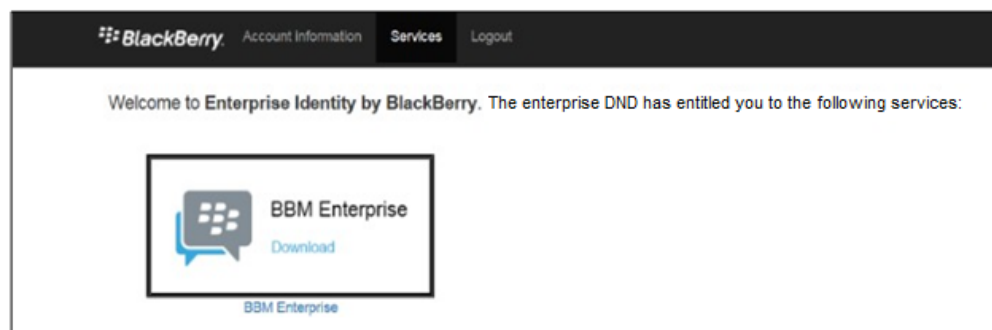 BlackBerry. Account Information Services Logout
Welcome to Enterprise Identity by BlackBerry. The enterprise DND has entitled you to the following services:
BBM Enterprise
Download
BBM Enterprise